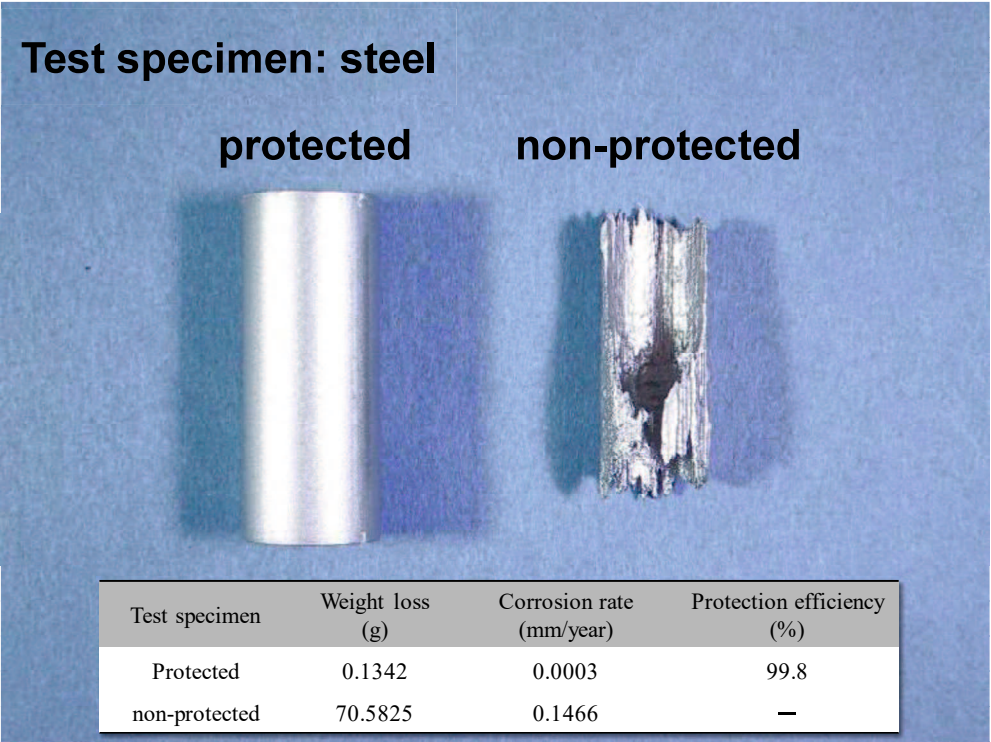 Test specimen: steel
protected non-protected
Test specimen Weight loss (g) Corrosion rate (mm/year) Protection efficiency (%)
Protected 0.1342 0.0003 99.8
non-protected 70.5825 0.1466 —